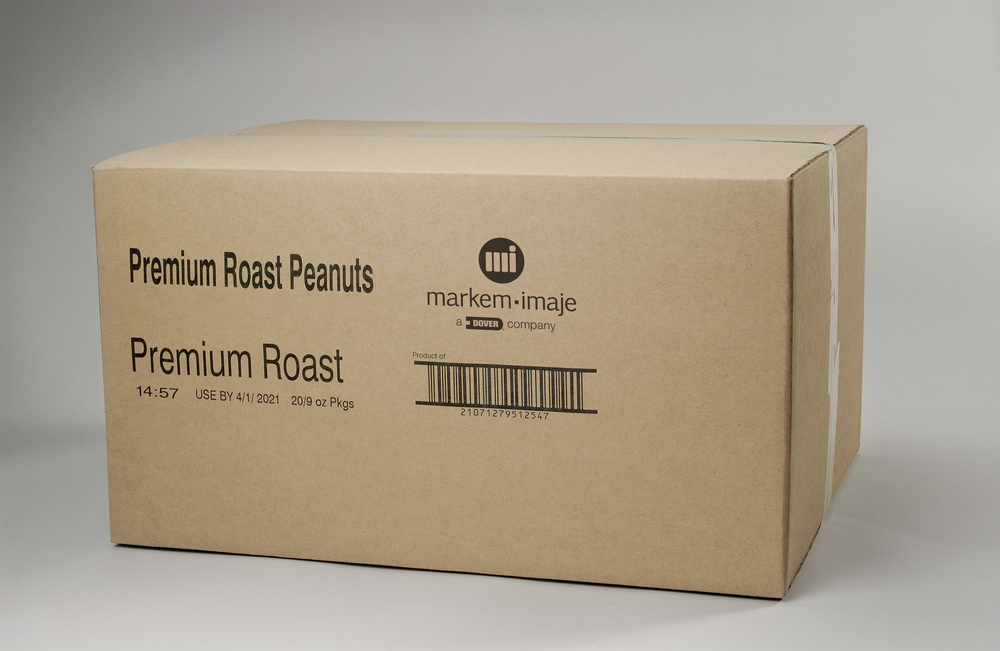 Premium Roast Peanuts
Premium Roast
14:57 USE BY 4/1/ 2021 20/9 oz Pkgs
mi
markem·imaje
a DOVER company
Product of
21071279512547